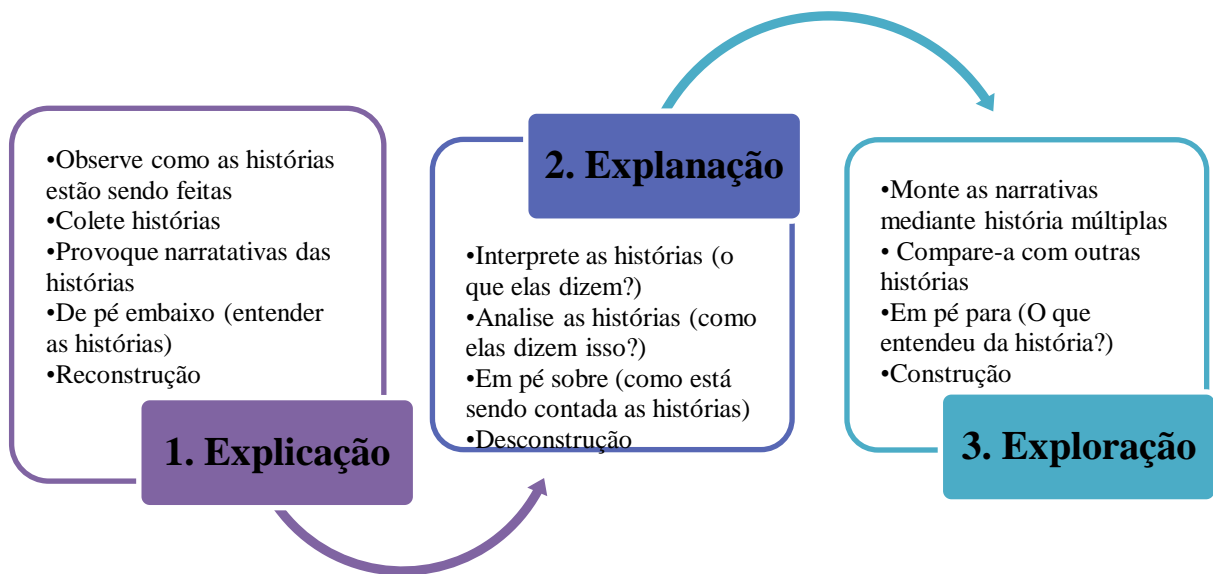 •Observe como as histórias
estão sendo feitas
•Colete histórias
•Provoque narratativas das
histórias
•De pé embaixo (entender
as histórias)
•Reconstrução
1. Explicação
2. Explanação
•Interprete as histórias (o
que elas dizem?)
•Analise as histórias (como
elas dizem isso?)
•Em pé sobre (como está
sendo contada as histórias)
•Desconstrução
•Monte as narrativas
mediante história múltiplas
• Compare-a com outras
histórias
•Em pé para (O que
entendeu da história?)
•Construção
3. Exploração